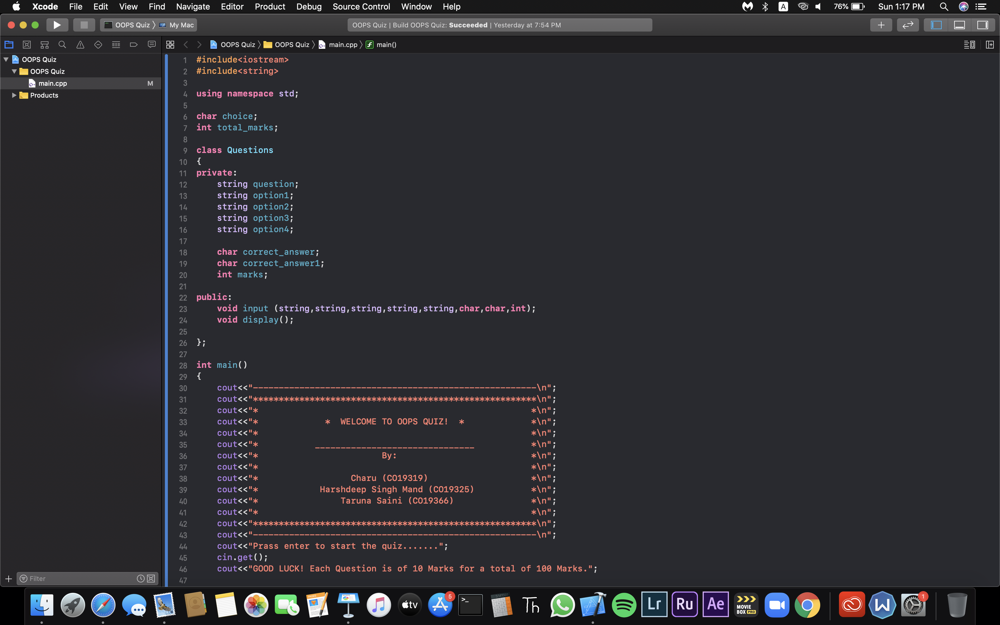 Xcode File Edit View Find Navigate Editor Product Debug Source Control Window Help A 76% Sun 1:17 PM
OOPS Quiz My Mac OOPS Quiz | Build OOPS Quiz: Succeeded | Yesterday at 7:54 PM
OOPS Quiz OOPS Quiz main.cpp main()
OOPS Quiz
OOPS Quiz
main.cpp M
Products
1 #include<iostream>
2 #include<string>
3
4 using namespace std;
5
6 char choice;
7 int total_marks;
8
9 class Questions
10 {
11 private:
12     string question;
13     string option1;
14     string option2;
15     string option3;
16     string option4;
17
18     char correct_answer;
19     char correct_answer1;
20     int marks;
21
22 public:
23     void input (string,string,string,string,string,char,char,int);
24     void display();
25
26 };
27
28 int main()
29 {
30     cout<<"-------------------------------------------------------\n";
31     cout<<"*******************************************************\n";
32     cout<<"*                                                     *\n";
33     cout<<"*             *  WELCOME TO OOPS QUIZ!  *             *\n";
34     cout<<"*                                                     *\n";
35     cout<<"*           _______________________________           *\n";
36     cout<<"*                        By:                          *\n";
37     cout<<"*                                                     *\n";
38     cout<<"*                  Charu (CO19319)                    *\n";
39     cout<<"*            Harshdeep Singh Mand (CO19325)           *\n";
40     cout<<"*                Taruna Saini (CO19366)               *\n";
41     cout<<"*                                                     *\n";
42     cout<<"*******************************************************\n";
43     cout<<"-------------------------------------------------------\n";
44     cout<<"Prass enter to start the quiz.......";
45     cin.get();
46     cout<<"GOOD LUCK! Each Question is of 10 Marks for a total of 100 Marks.";
47
Filter
PAGES tv 5 >_ 3.141593 Th Lr Ru Ae MOVIE BOX PRO W 1